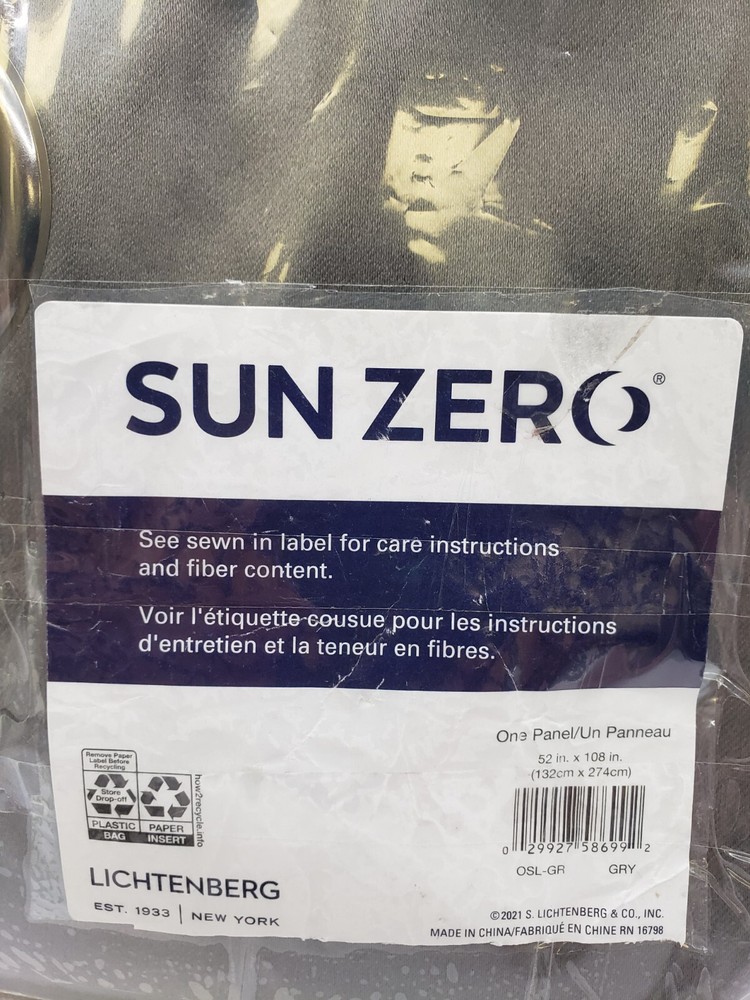 SUN ZERO®
See sewn in label for care instructions
and fiber content.
Voir l'étiquette cousue pour les instructions
d'entretien et la teneur en fibres.
One Panel/Un Panneau
52 in. x 108 in.
(132cm x 274cm)
0 29927 58699 2
OSL-GR GRY
Remove Paper
Label Before
Recycling
Store
Drop-off
PLASTIC
BAG
PAPER
INSERT
how2recycle.info
LICHTENBERG
EST. 1933 | NEW YORK
©2021 S. LICHTENBERG & CO., INC.
MADE IN CHINA/FABRIQUÉ EN CHINE RN 16798